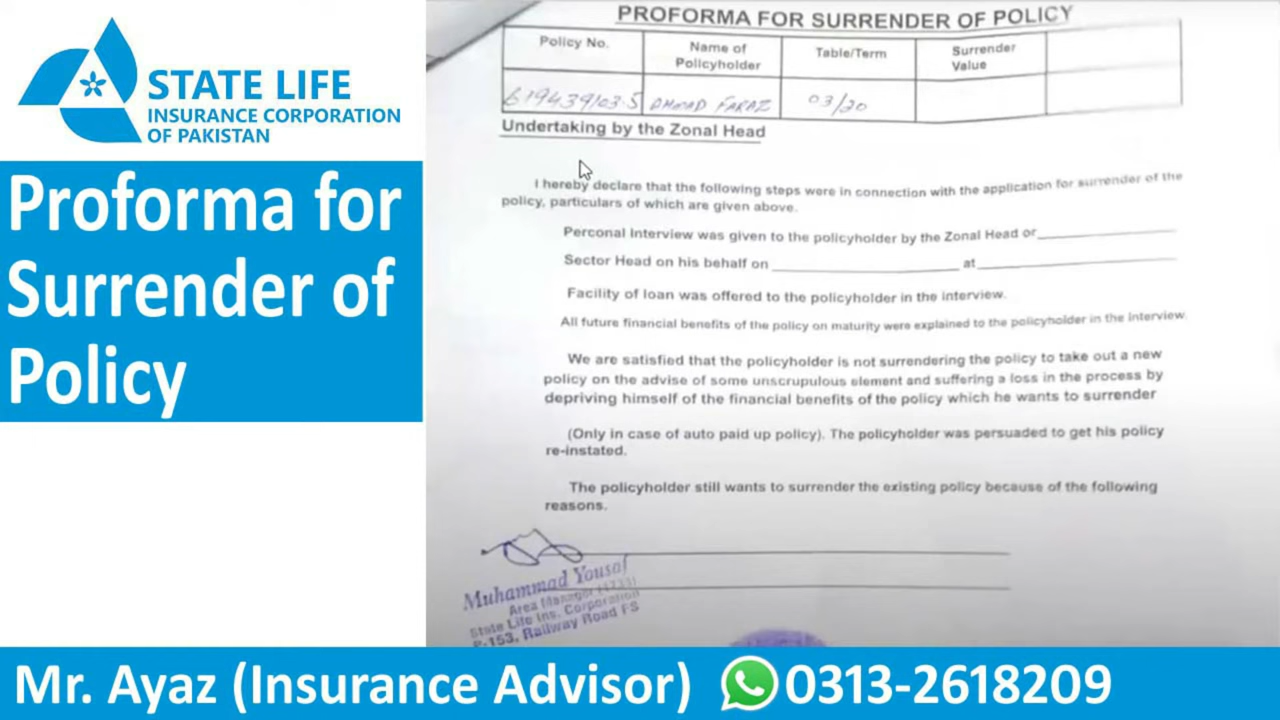 STATE LIFE
INSURANCE CORPORATION
OF PAKISTAN
Proforma for
Surrender of
Policy
PROFORMA FOR SURRENDER OF POLICY
Policy No.
Name of
Policyholder
Table/Term
Surrender
Value
619439103-5
AHMAD FARAZ
03/20
Undertaking by the Zonal Head
I hereby declare that the following steps were in connection with the application for surrender of the
policy, particulars of which are given above.
Perconal Interview was given to the policyholder by the Zonal Head or
Sector Head on his behalf on at
Facility of loan was offered to the policyholder in the interview.
All future financial benefits of the policy on maturity were explained to the policyholder in the interview.
We are satisfied that the policyholder is not surrendering the policy to take out a new
policy on the advise of some unscrupulous element and suffering a loss in the process by
depriving himself of the financial benefits of the policy which he wants to surrender
(Only in case of auto paid up policy). The policyholder was persuaded to get his policy
re-instated.
The policyholder still wants to surrender the existing policy because of the following
reasons.
Muhammad Yousaf
Area Manager
State Life Ins. Corporation
P-153, Railway Road FS
Mr. Ayaz (Insurance Advisor) 0313-2618209